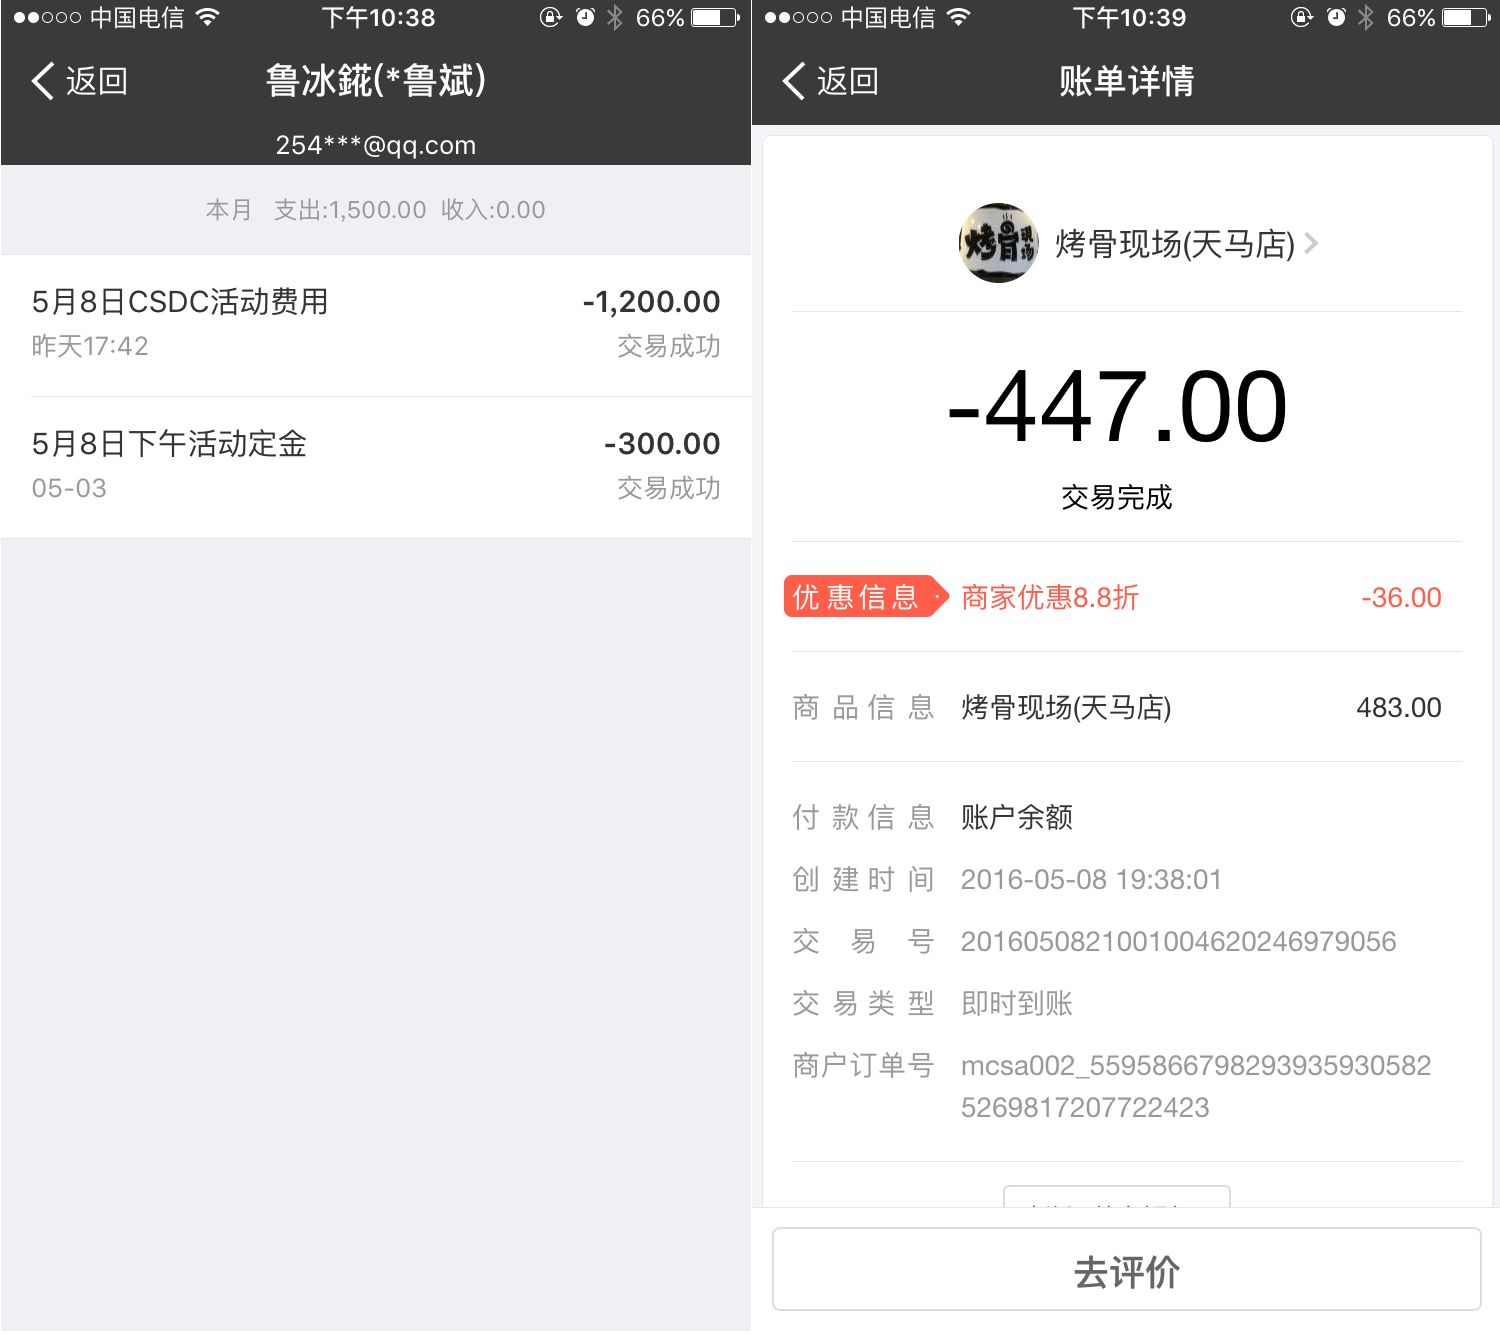 中国电信 下午10:38 66%
返回 鲁冰錵(*鲁斌)
254***@qq.com
本月 支出:1,500.00 收入:0.00
5月8日CSDC活动费用 -1,200.00
昨天17:42 交易成功
5月8日下午活动定金 -300.00
05-03 交易成功
中国电信 下午10:39 66%
返回 账单详情
烤骨现场
烤骨现场(天马店)
-447.00
交易完成
优惠信息 商家优惠8.8折 -36.00
商品信息 烤骨现场(天马店) 483.00
付款信息 账户余额
创建时间 2016-05-08 19:38:01
交易号 2016050821001004620246979056
交易类型 即时到账
商户订单号 mcsa002_5595866798293935930582
5269817207722423
去评价